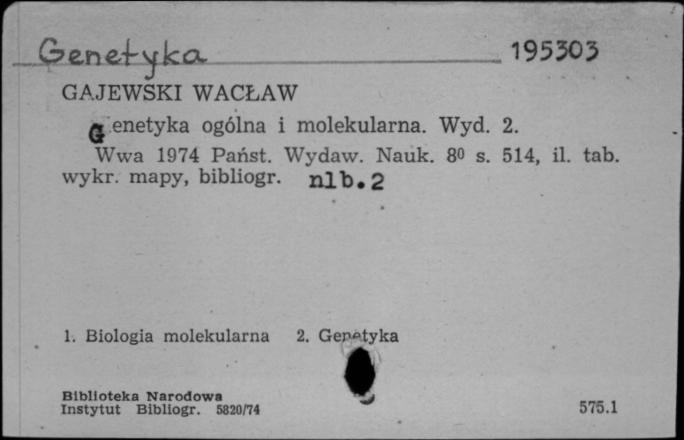 Genetyka 195303
GAJEWSKI WACŁAW
Genetyka ogólna i molekularna. Wyd. 2.
Wwa 1974 Państ. Wydaw. Nauk. 8⁰ s. 514, il. tab.
wykr. mapy, bibliogr. nlb.2
1. Biologia molekularna 2. Genetyka
Biblioteka Narodowa
Instytut Bibliogr. 5820/74 575.1